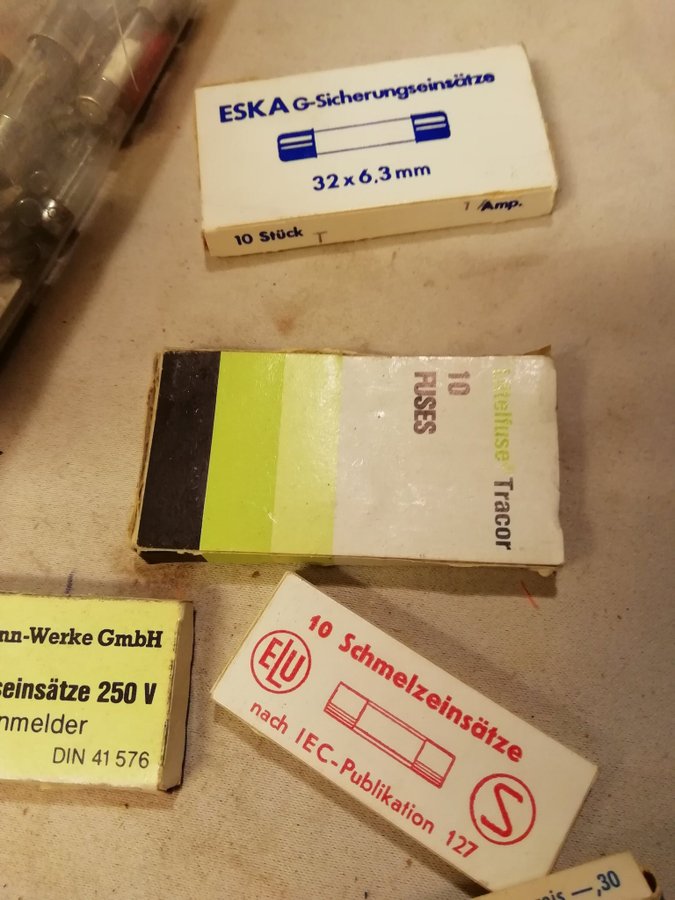 ESKA G-Sicherungseinsätze
32 x 6,3 mm
10 Stück T
Amp.
10
FUSES
Littelfuse® Tracor
nn-Werke GmbH
seinsätze 250 V
nmelder
DIN 41 576
10 Schmelzeinsätze
ELU
nach IEC-Publikation 127
S
—,30